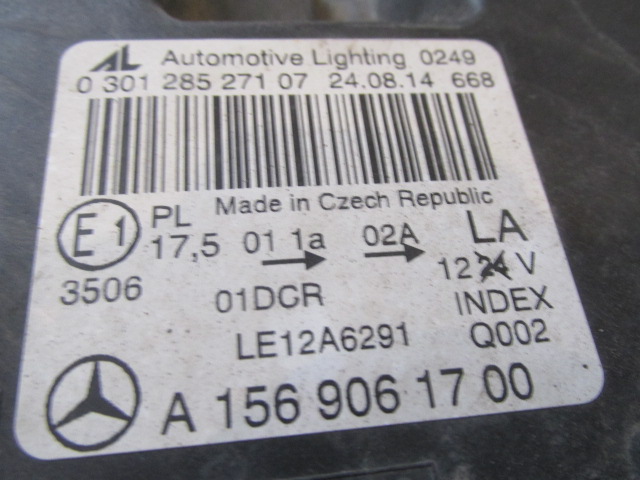 AL Automotive Lighting 0249
0 301 285 271 07 24.08.14 668
Made in Czech Republic
E1 PL 17,5 01 1a 02A LA
3506 01DCR 12 24 V
INDEX
LE12A6291 Q002
A 156 906 17 00